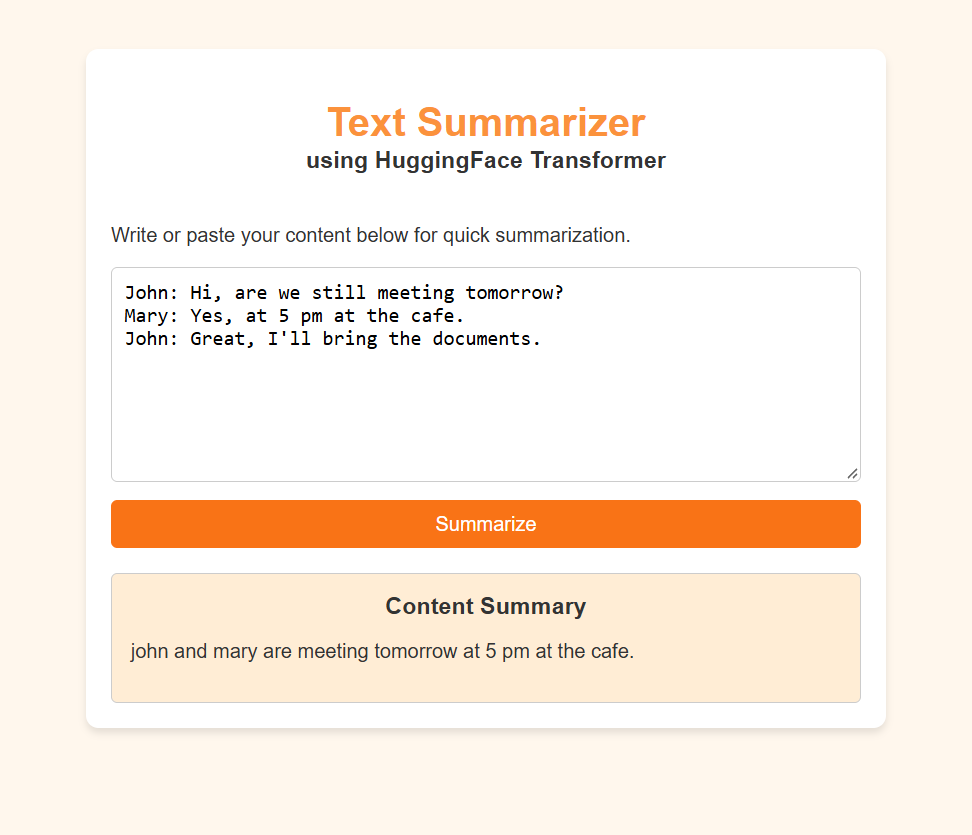 Text Summarizer
using HuggingFace Transformer
Write or paste your content below for quick summarization.
John: Hi, are we still meeting tomorrow?
Mary: Yes, at 5 pm at the cafe.
John: Great, I'll bring the documents.
Summarize
Content Summary
john and mary are meeting tomorrow at 5 pm at the cafe.